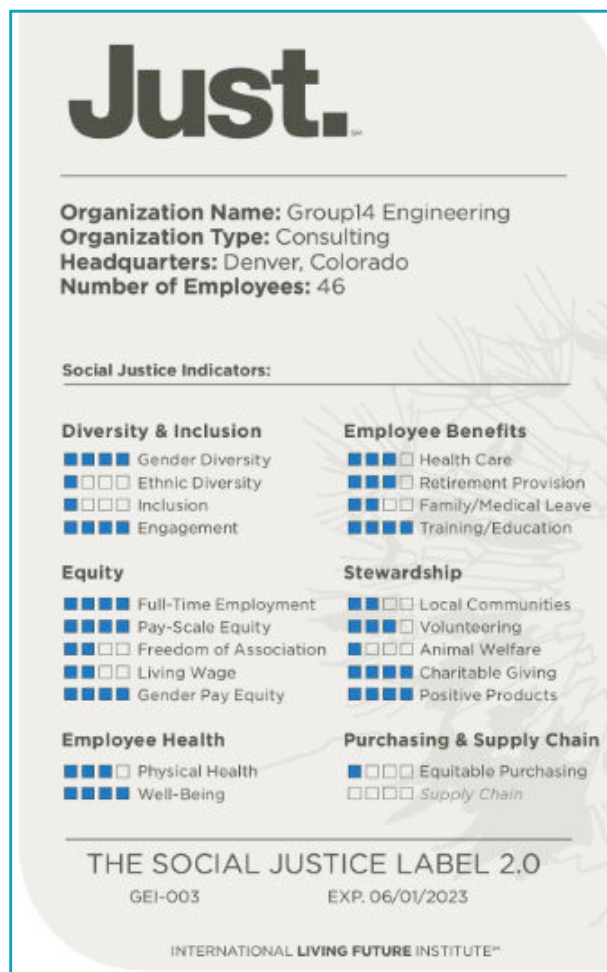 Just.
SM
Organization Name: Group14 Engineering
Organization Type: Consulting
Headquarters: Denver, Colorado
Number of Employees: 46
Social Justice Indicators:
Diversity & Inclusion
Gender Diversity
Ethnic Diversity
Inclusion
Engagement
Employee Benefits
Health Care
Retirement Provision
Family/Medical Leave
Training/Education
Equity
Full-Time Employment
Pay-Scale Equity
Freedom of Association
Living Wage
Gender Pay Equity
Stewardship
Local Communities
Volunteering
Animal Welfare
Charitable Giving
Positive Products
Employee Health
Physical Health
Well-Being
Purchasing & Supply Chain
Equitable Purchasing
Supply Chain
THE SOCIAL JUSTICE LABEL 2.0
GEI-003 EXP. 06/01/2023
INTERNATIONAL LIVING FUTURE INSTITUTE℠